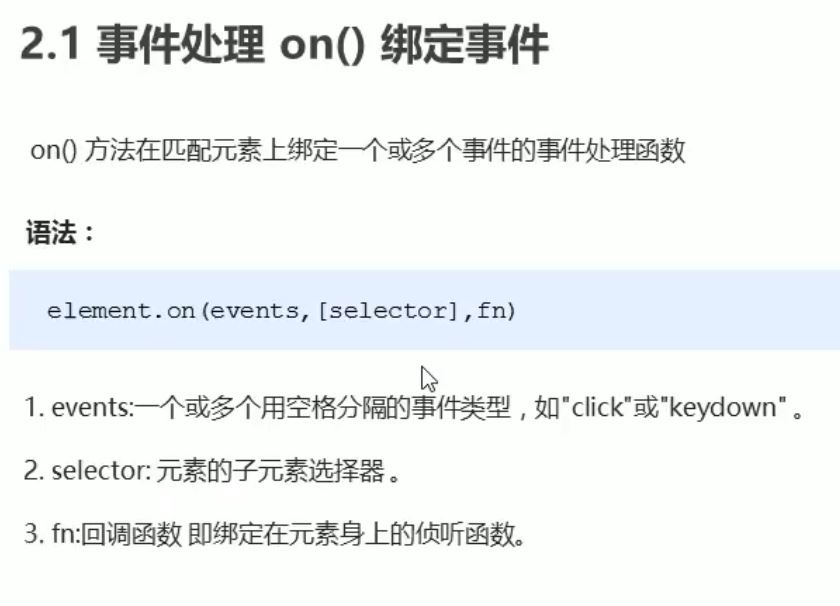 2.1 事件处理 on() 绑定事件
on() 方法在匹配元素上绑定一个或多个事件的事件处理函数
语法：
element.on(events,[selector],fn)
1. events:一个或多个用空格分隔的事件类型，如"click"或"keydown" 。
2. selector: 元素的子元素选择器 。
3. fn:回调函数 即绑定在元素身上的侦听函数。